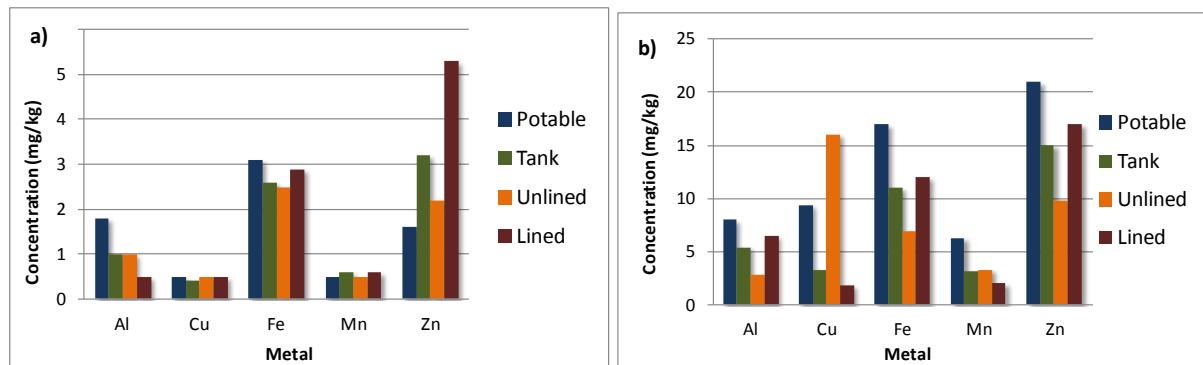 a)
Concentration (mg/kg)
5
4
3
2
1
0
Al Cu Fe Mn Zn
Metal
Potable
Tank
Unlined
Lined
b)
Concentration (mg/kg)
25
20
15
10
5
0
Al Cu Fe Mn Zn
Metal
Potable
Tank
Unlined
Lined